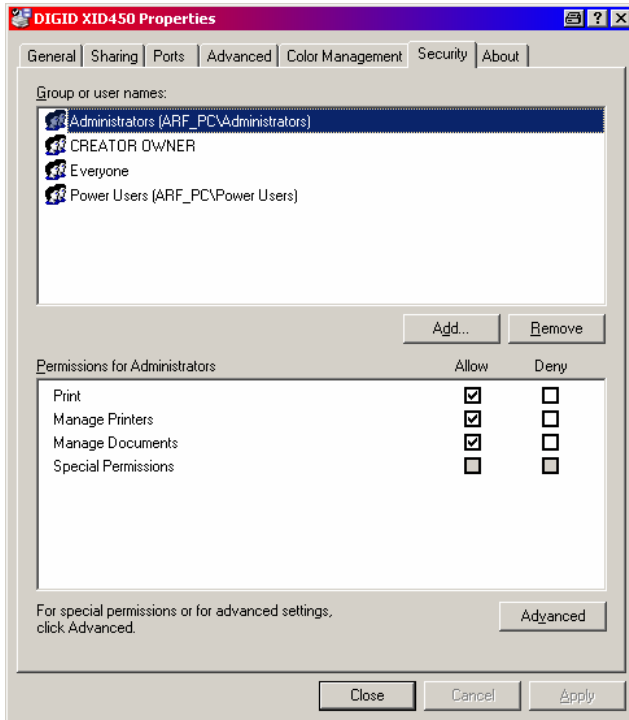 DIGID XID450 Properties
General Sharing Ports Advanced Color Management Security About
Group or user names:
Administrators (ARF_PC\Administrators)
CREATOR OWNER
Everyone
Power Users (ARF_PC\Power Users)
Add... Remove
Permissions for Administrators Allow Deny
Print
Manage Printers
Manage Documents
Special Permissions
For special permissions or for advanced settings,
click Advanced.
Advanced
Close Cancel Apply